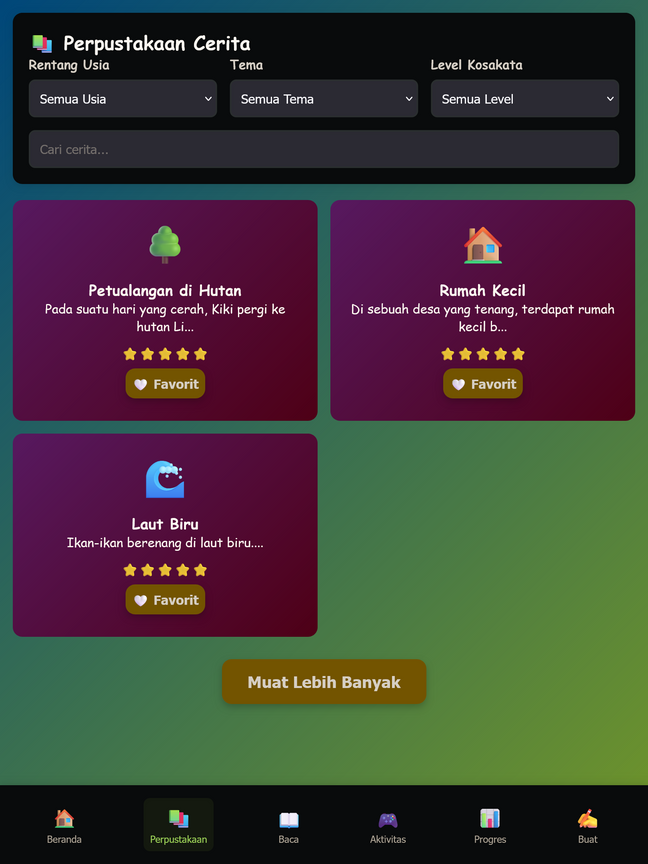 Perpustakaan Cerita
Rentang Usia
Tema
Level Kosakata
Semua Usia
Semua Tema
Semua Level
Cari cerita...
Petualangan di Hutan
Pada suatu hari yang cerah, Kiki pergi ke
hutan Li...
Favorit
Rumah Kecil
Di sebuah desa yang tenang, terdapat rumah
kecil b...
Favorit
Laut Biru
Ikan-ikan berenang di laut biru....
Favorit
Muat Lebih Banyak
Beranda
Perpustakaan
Baca
Aktivitas
Progres
Buat